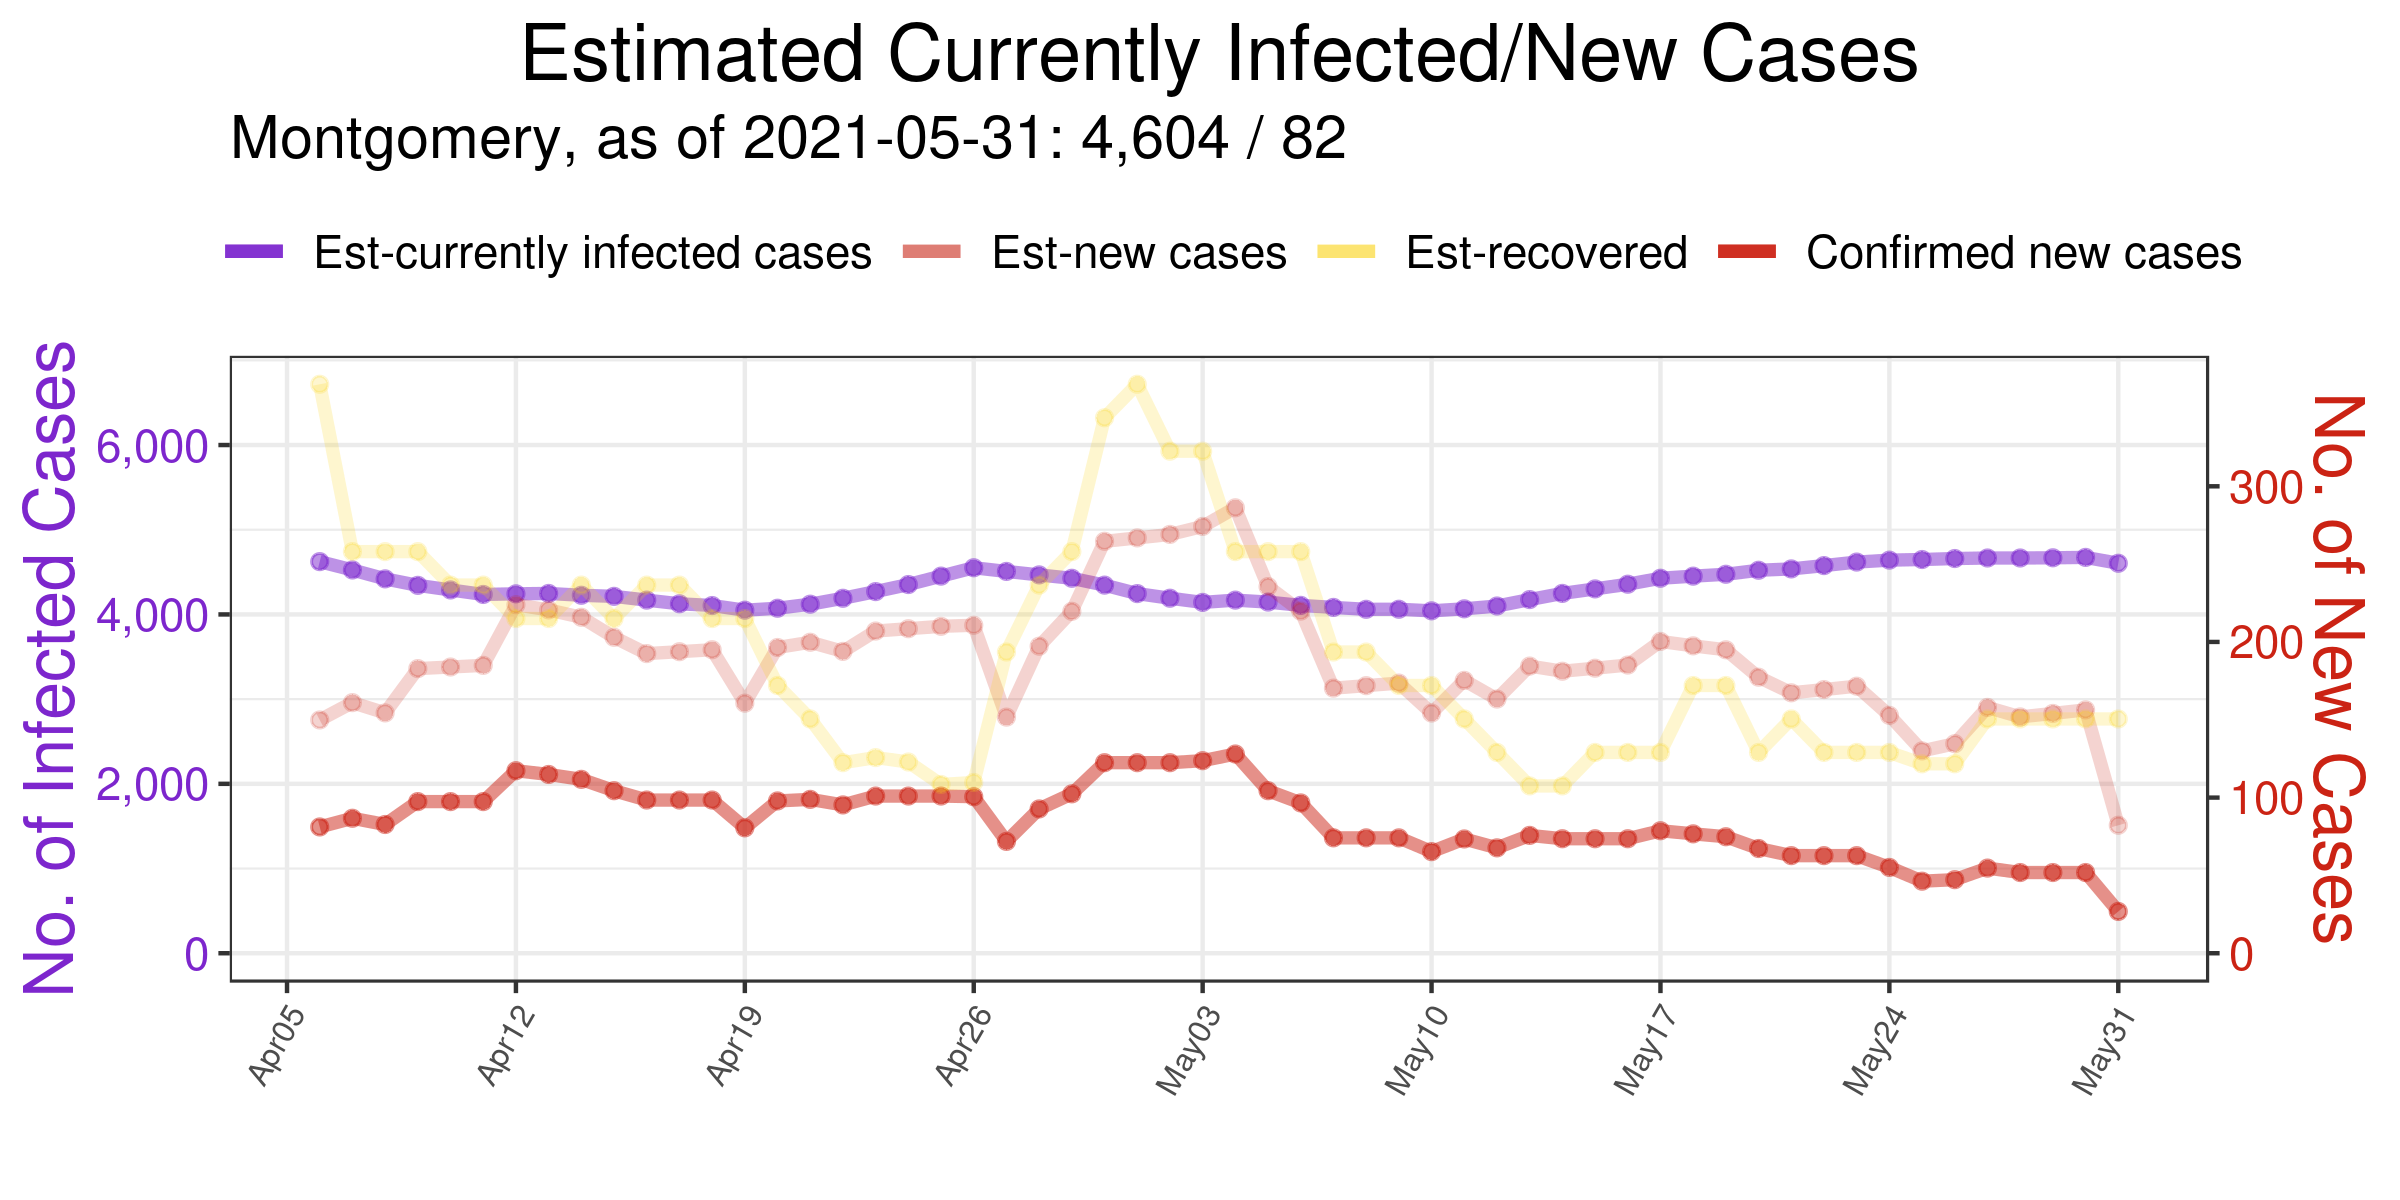 Estimated Currently Infected/New Cases
Montgomery, as of 2021-05-31: 4,604 / 82
Est-currently infected cases Est-new cases Est-recovered Confirmed new cases
No. of Infected Cases
6,000
4,000
2,000
0
300
200
100
0
No. of New Cases
Apr05 Apr12 Apr19 Apr26 May03 May10 May17 May24 May31